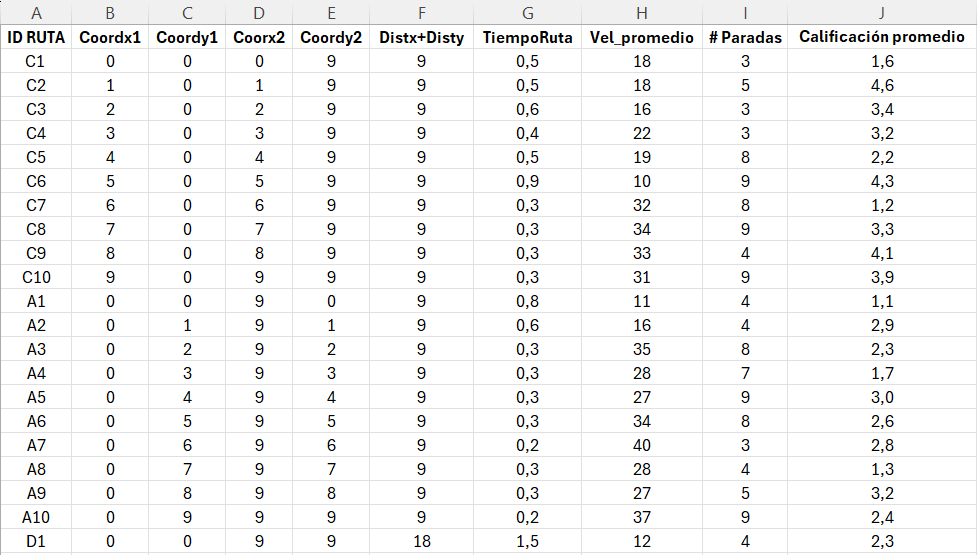 A B C D E F G H I J
ID RUTA Coordx1 Coordy1 Coorx2 Coordy2 Distx+Disty TiempoRuta Vel_promedio # Paradas Calificación promedio
C1 0 0 0 9 9 0,5 18 3 1,6
C2 1 0 1 9 9 0,5 18 5 4,6
C3 2 0 2 9 9 0,6 16 3 3,4
C4 3 0 3 9 9 0,4 22 3 3,2
C5 4 0 4 9 9 0,5 19 8 2,2
C6 5 0 5 9 9 0,9 10 9 4,3
C7 6 0 6 9 9 0,3 32 8 1,2
C8 7 0 7 9 9 0,3 34 9 3,3
C9 8 0 8 9 9 0,3 33 4 4,1
C10 9 0 9 9 9 0,3 31 9 3,9
A1 0 0 9 0 9 0,8 11 4 1,1
A2 0 1 9 1 9 0,6 16 4 2,9
A3 0 2 9 2 9 0,3 35 8 2,3
A4 0 3 9 3 9 0,3 28 7 1,7
A5 0 4 9 4 9 0,3 27 9 3,0
A6 0 5 9 5 9 0,3 34 8 2,6
A7 0 6 9 6 9 0,2 40 3 2,8
A8 0 7 9 7 9 0,3 28 4 1,3
A9 0 8 9 8 9 0,3 27 5 3,2
A10 0 9 9 9 9 0,2 37 9 2,4
D1 0 0 9 9 18 1,5 12 4 2,3